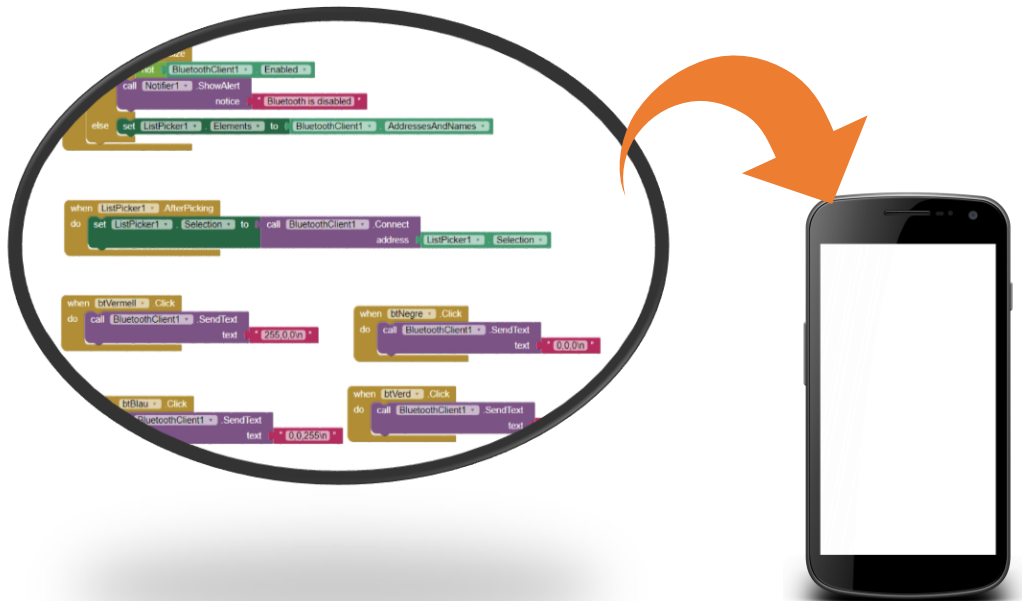 not BluetoothClient1 . Enabled
call Notifier1 .ShowAlert
notice " Bluetooth is disabled "
else set ListPicker1 . Elements to BluetoothClient1 . AddressesAndNames
when ListPicker1 .AfterPicking
do set ListPicker1 . Selection to call BluetoothClient1 .Connect
address ListPicker1 . Selection
when btVermell .Click
do call BluetoothClient1 .SendText
text " 255,0,0\n "
when btNegre .Click
do call BluetoothClient1 .SendText
text " 0,0,0\n "
btBlau .Click
BluetoothClient1 .SendText
text " 0,0,255\n "
when btVerd .Click
do call BluetoothClient1 .SendText
text